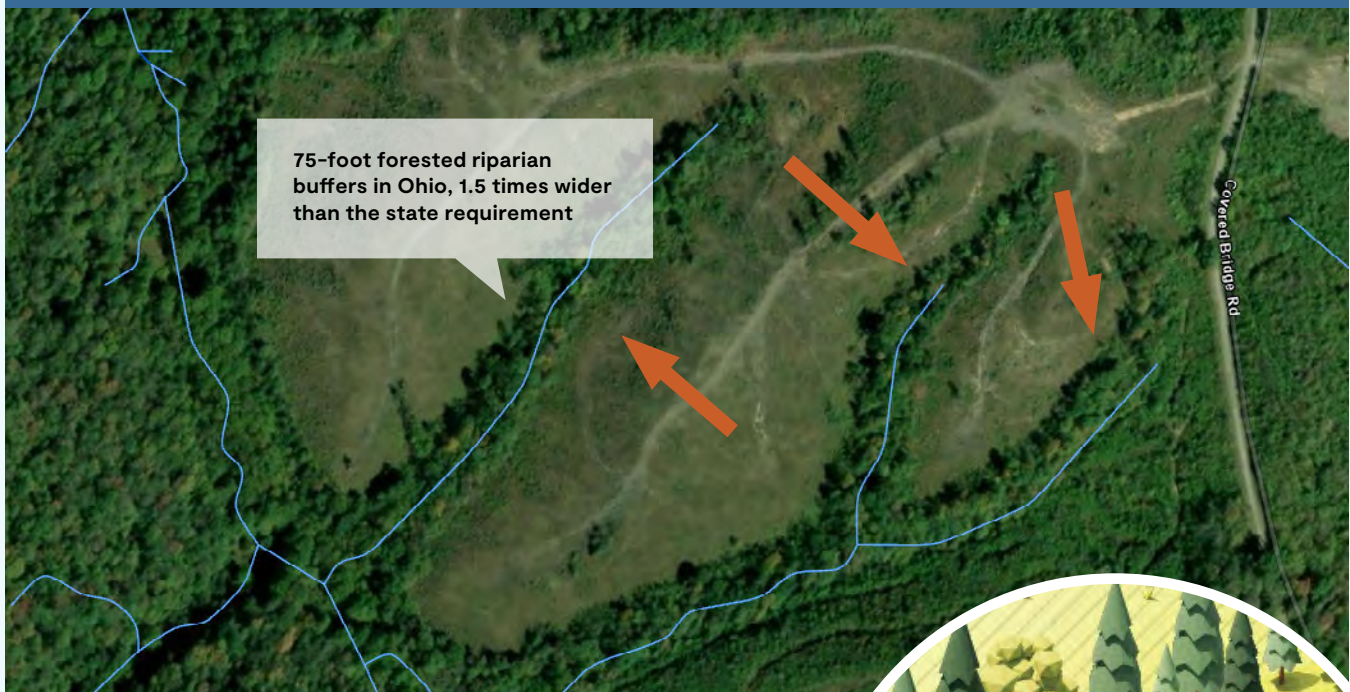 75-foot forested riparian
buffers in Ohio, 1.5 times wider
than the state requirement
Covered Bridge Rd